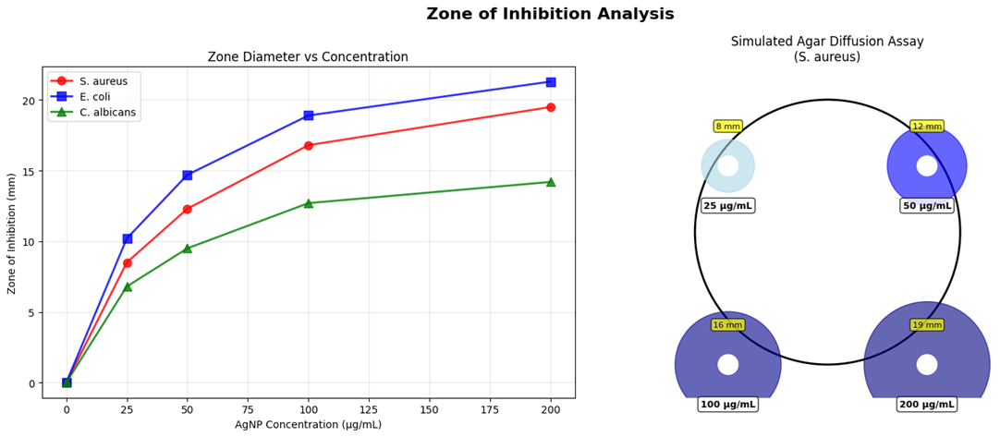 Zone of Inhibition Analysis
Zone Diameter vs Concentration
S. aureus
E. coli
C. albicans
Zone of Inhibition (mm)
20
15
10
5
0
0
25
50
75
100
125
150
175
200
AgNP Concentration (µg/mL)
Simulated Agar Diffusion Assay
(S. aureus)
8 mm
12 mm
25 µg/mL
50 µg/mL
16 mm
19 mm
100 µg/mL
200 µg/mL